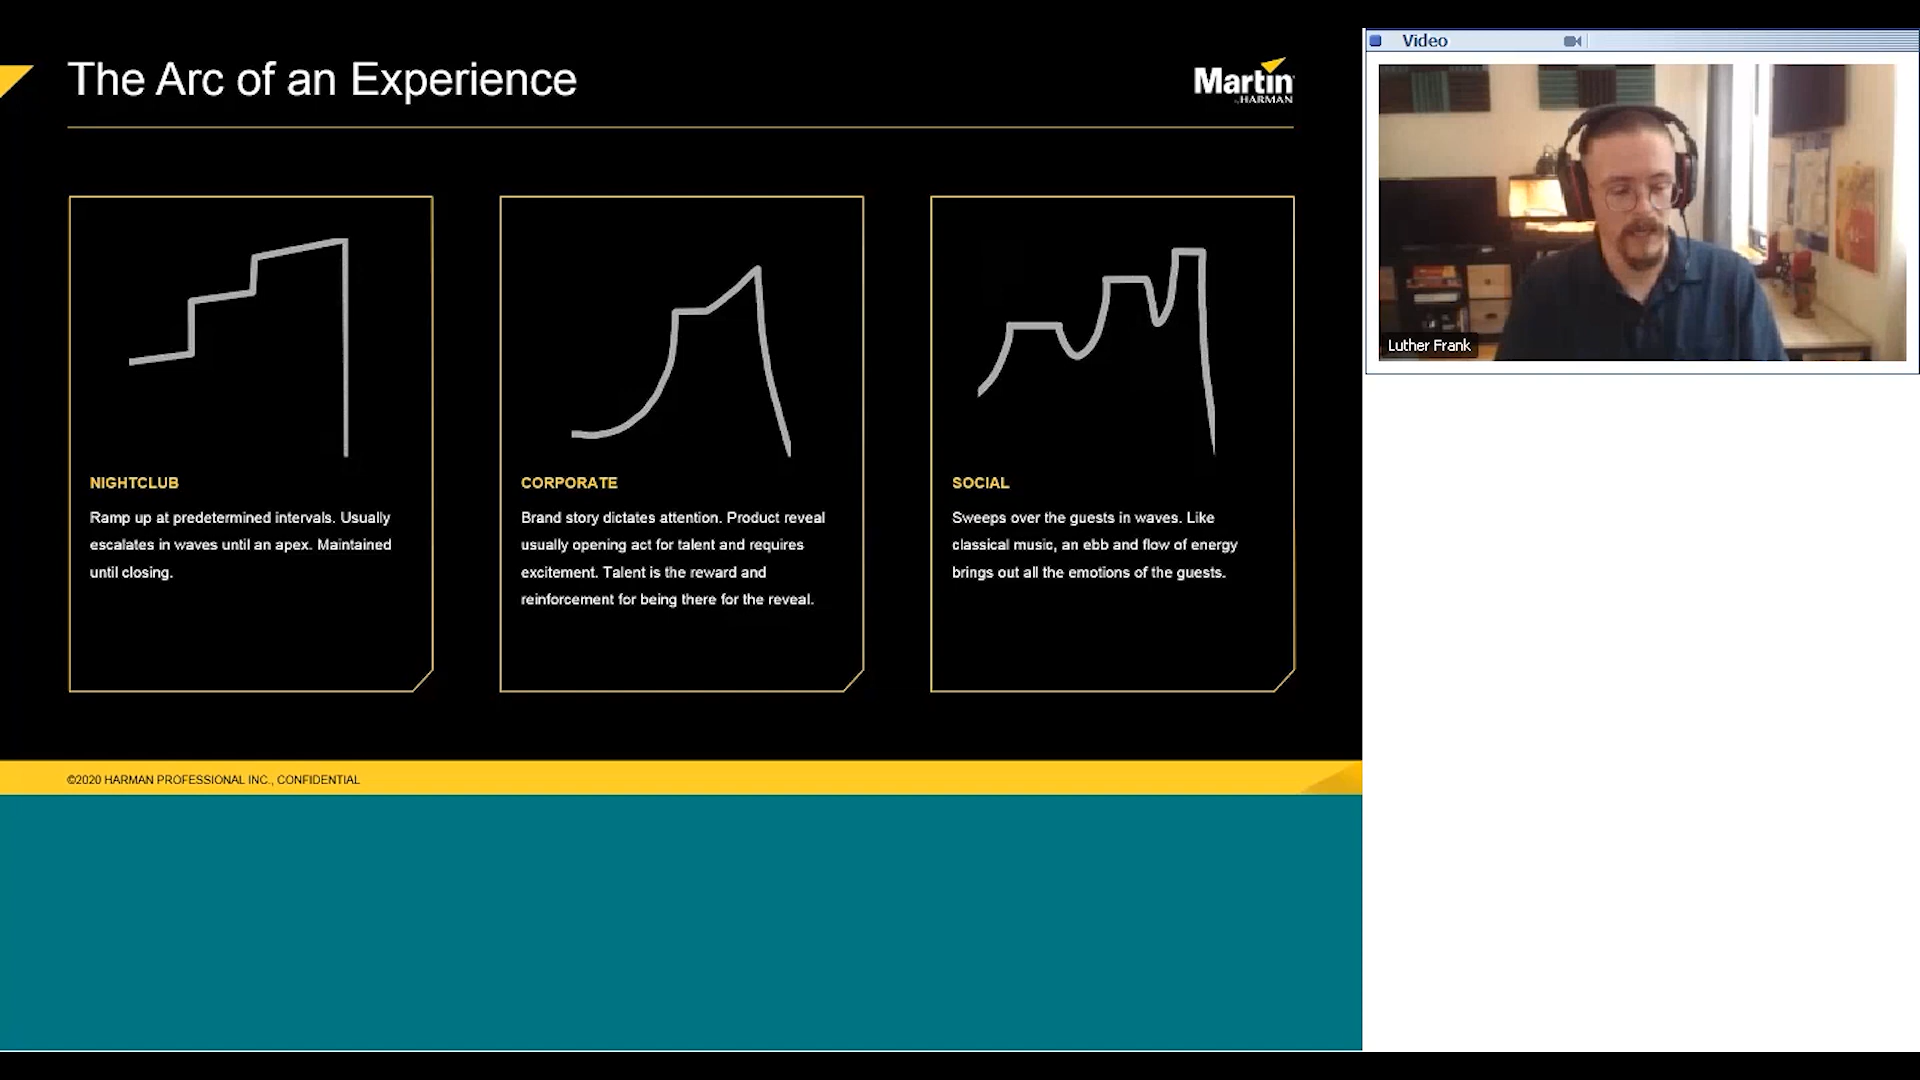 The Arc of an Experience
Martin
by HARMAN
NIGHTCLUB
Ramp up at predetermined intervals. Usually
escalates in waves until an apex. Maintained
until closing.
CORPORATE
Brand story dictates attention. Product reveal
usually opening act for talent and requires
excitement. Talent is the reward and
reinforcement for being there for the reveal.
SOCIAL
Sweeps over the guests in waves. Like
classical music, an ebb and flow of energy
brings out all the emotions of the guests.
©2020 HARMAN PROFESSIONAL INC., CONFIDENTIAL
Video
Luther Frank